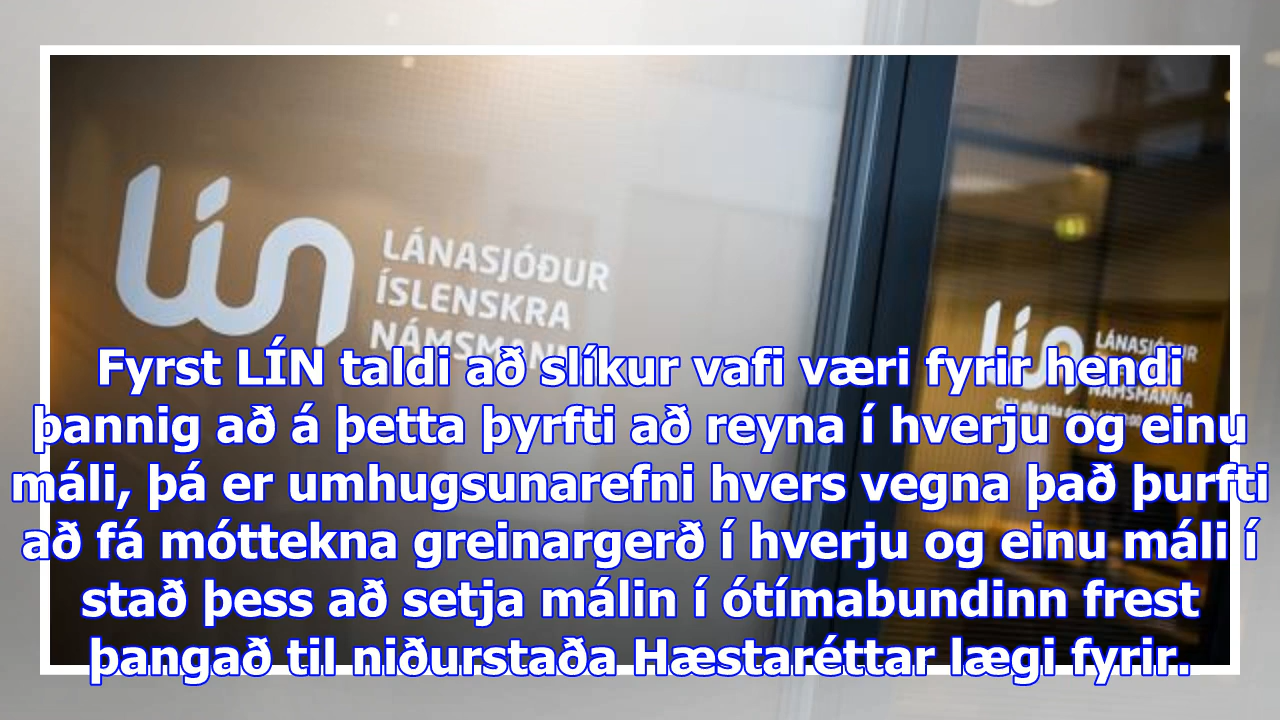 lín
LÁNASJÓÐUR
ÍSLENSKRA
NÁMSMANNA
lín
LÁNASJÓÐUR
NÁMSMANNA
Fyrst LÍN taldi að slíkur vafi væri fyrir hendi
þannig að á þetta þyrfti að reyna í hverju og einu
máli, þá er umhugsunarefni hvers vegna það þurfti
að fá móttekna greinargerð í hverju og einu máli í
stað þess að setja málin í ótímabundinn frest
þangað til niðurstaða Hæstaréttar lægi fyrir.